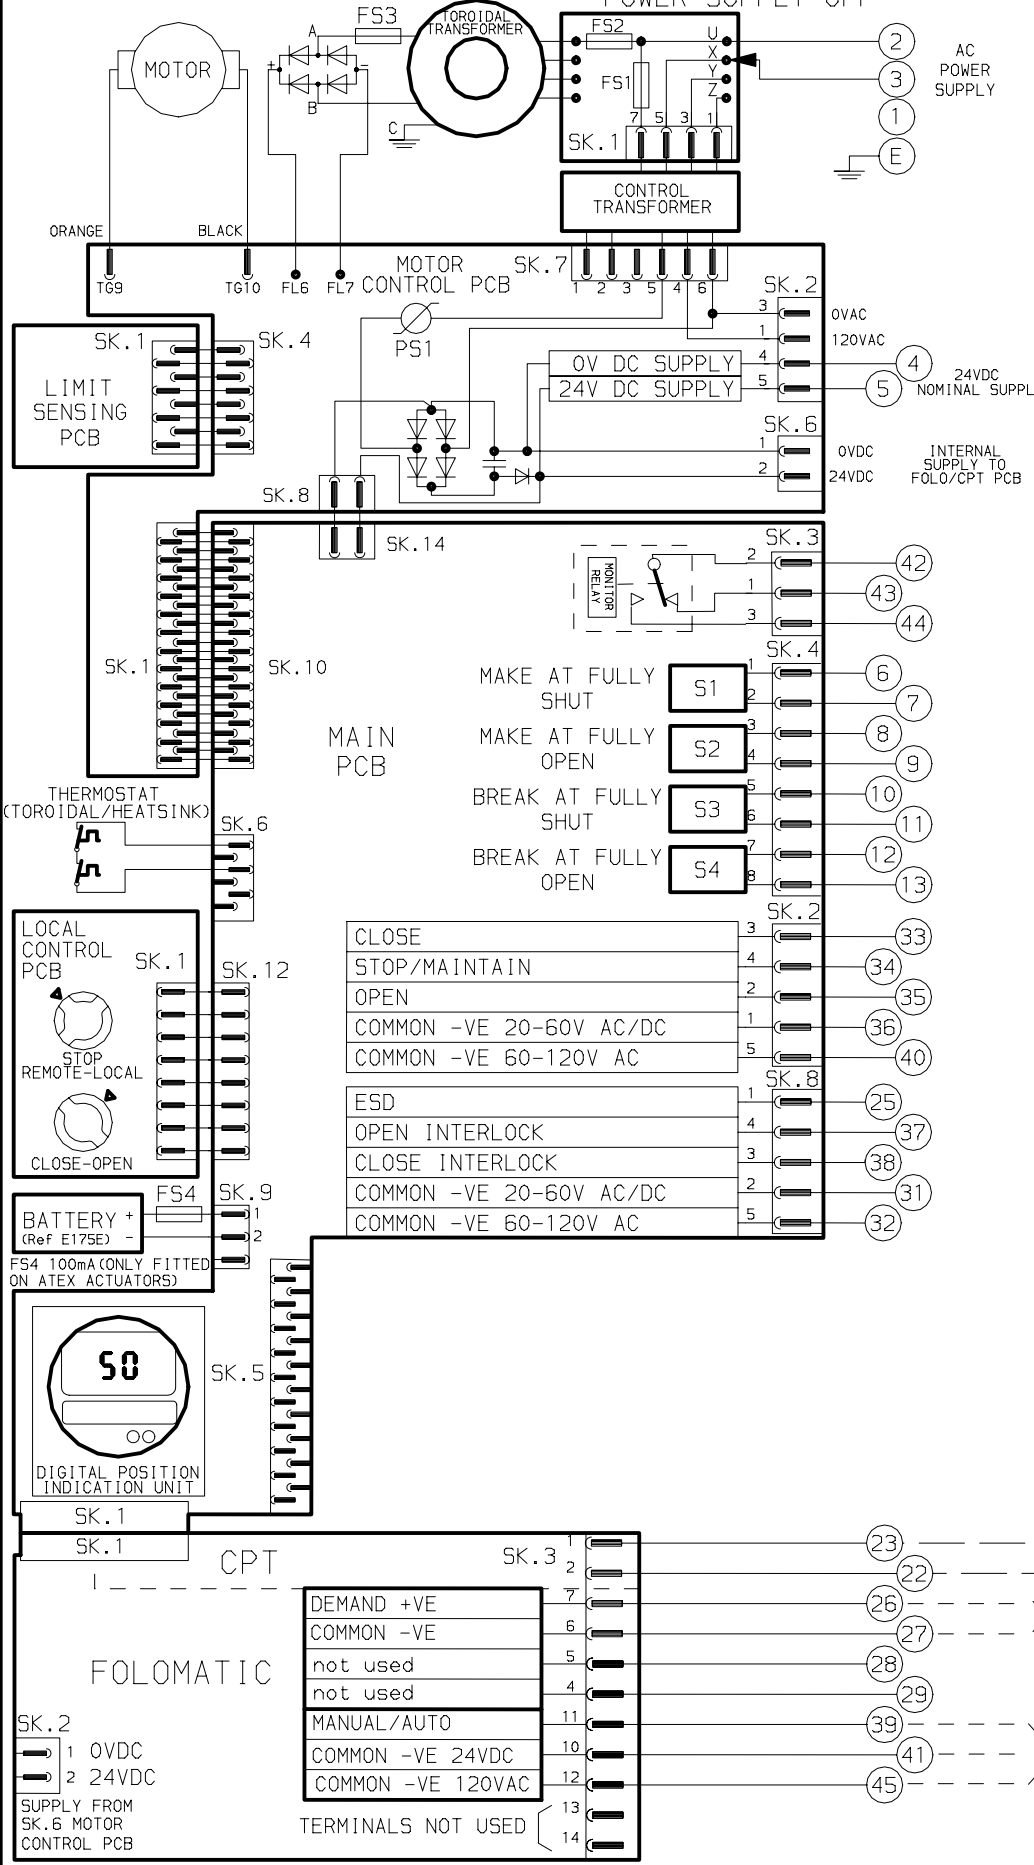 POWER SUPPLY OFF
FS3
TOROIDAL
TRANSFORMER
FS2
U
X
Y
Z
FS1
7 5 3 1
SK.1
2
3
1
E
AC
POWER
SUPPLY
MOTOR
A
+
-
B
C
CONTROL
TRANSFORMER
ORANGE
BLACK
TG9
TG10
FL6
FL7
MOTOR
CONTROL PCB
SK.7
1 2 3 5 4 6
SK.2
3
0VAC
1
120VAC
PS1
0V DC SUPPLY
4
4
24V DC SUPPLY
5
5
24VDC
NOMINAL SUPPL
SK.1
SK.4
LIMIT
SENSING
PCB
SK.6
1
0VDC
2
24VDC
INTERNAL
SUPPLY TO
FOLO/CPT PCB
SK.8
SK.14
MONITOR
RELAY
SK.3
2
42
1
43
3
44
SK.1
SK.10
MAIN
PCB
SK.4
MAKE AT FULLY
SHUT
S1
1
6
2
7
MAKE AT FULLY
OPEN
S2
3
8
4
9
BREAK AT FULLY
SHUT
S3
5
10
6
11
BREAK AT FULLY
OPEN
S4
7
12
8
13
THERMOSTAT
(TOROIDAL/HEATSINK)
SK.6
LOCAL
CONTROL
PCB
SK.1
SK.12
STOP
REMOTE-LOCAL
CLOSE-OPEN
SK.2
CLOSE
3
33
STOP/MAINTAIN
4
34
OPEN
2
35
COMMON -VE 20-60V AC/DC
1
36
COMMON -VE 60-120V AC
5
40
SK.8
ESD
1
25
OPEN INTERLOCK
4
37
CLOSE INTERLOCK
3
38
COMMON -VE 20-60V AC/DC
2
31
COMMON -VE 60-120V AC
5
32
BATTERY +
(Ref E175E) -
FS4
SK.9
1
2
FS4 100mA(ONLY FITTED
ON ATEX ACTUATORS)
50
SK.5
DIGITAL POSITION
INDICATION UNIT
SK.1
SK.1
CPT
SK.3
1
23
2
22
DEMAND +VE
7
26
COMMON -VE
6
27
not used
5
28
not used
4
29
MANUAL/AUTO
11
39
COMMON -VE 24VDC
10
41
COMMON -VE 120VAC
12
45
TERMINALS NOT USED
13
14
FOLOMATIC
SK.2
1 0VDC
2 24VDC
SUPPLY FROM
SK.6 MOTOR
CONTROL PCB